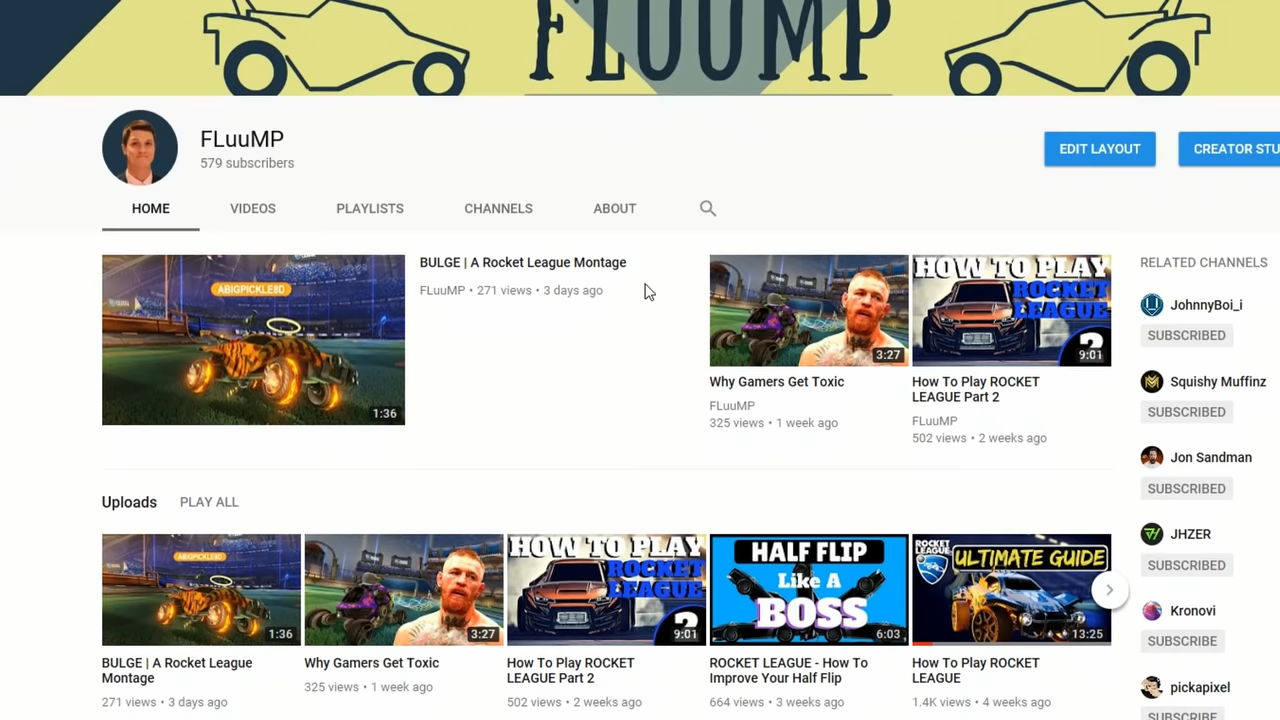 FLUUMP
FLuuMP
579 subscribers
EDIT LAYOUT
CREATOR STU
HOME
VIDEOS
PLAYLISTS
CHANNELS
ABOUT
ABIGPICKLE8D
1:36
BULGE | A Rocket League Montage
FLuuMP • 271 views • 3 days ago
3:27
Why Gamers Get Toxic
FLuuMP
325 views • 1 week ago
HOW TO PLAY
ROCKET
LEAGUE
2
9:01
How To Play ROCKET
LEAGUE Part 2
FLuuMP
502 views • 2 weeks ago
RELATED CHANNELS
JohnnyBoi_i
SUBSCRIBED
Squishy Muffinz
SUBSCRIBED
Jon Sandman
SUBSCRIBED
JHZER
SUBSCRIBED
Kronovi
SUBSCRIBE
pickapixel
SUBSCRIBE
Uploads
PLAY ALL
ABIGPICKLE8D
1:36
BULGE | A Rocket League
Montage
271 views • 3 days ago
3:27
Why Gamers Get Toxic
325 views • 1 week ago
HOW TO PLAY
ROCKET
LEAGUE
2
9:01
How To Play ROCKET
LEAGUE Part 2
502 views • 2 weeks ago
HALF FLIP
Like A
BOSS
6:03
ROCKET LEAGUE - How To
Improve Your Half Flip
664 views • 3 weeks ago
ROCKET
LEAGUE
ULTIMATE GUIDE
13:25
How To Play ROCKET
LEAGUE
1.4K views • 4 weeks ago